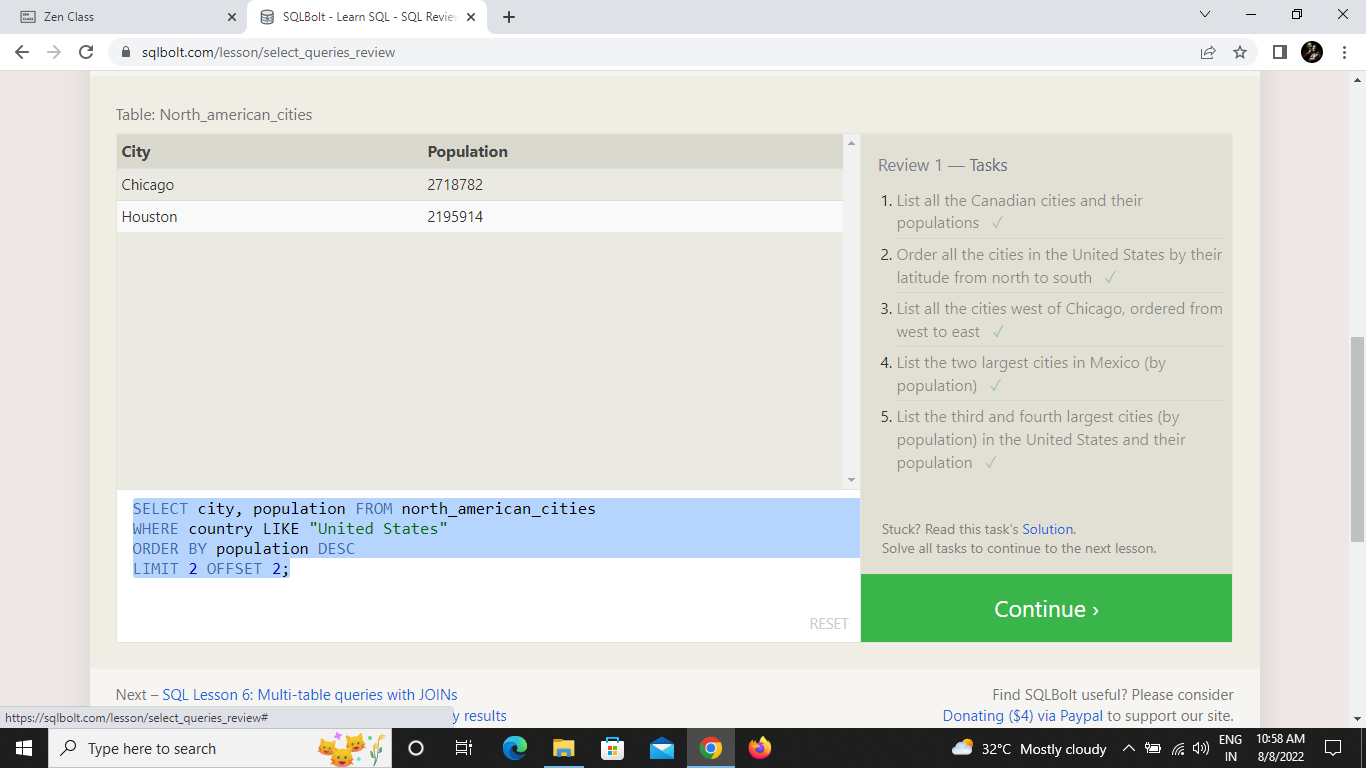 Zen Class
SQLBolt - Learn SQL - SQL Review
sqlbolt.com/lesson/select_queries_review
Table: North_american_cities
City Population
Chicago 2718782
Houston 2195914
SELECT city, population FROM north_american_cities
WHERE country LIKE "United States"
ORDER BY population DESC
LIMIT 2 OFFSET 2;
RESET
Review 1 — Tasks
1. List all the Canadian cities and their
populations ✓
2. Order all the cities in the United States by their
latitude from north to south ✓
3. List all the cities west of Chicago, ordered from
west to east ✓
4. List the two largest cities in Mexico (by
population) ✓
5. List the third and fourth largest cities (by
population) in the United States and their
population ✓
Stuck? Read this task's Solution.
Solve all tasks to continue to the next lesson.
Continue ›
Next – SQL Lesson 6: Multi-table queries with JOINs
y results
Find SQLBolt useful? Please consider
Donating ($4) via Paypal to support our site.
https://sqlbolt.com/lesson/select_queries_review#
Type here to search
32°C Mostly cloudy
ENG
IN
10:58 AM
8/8/2022